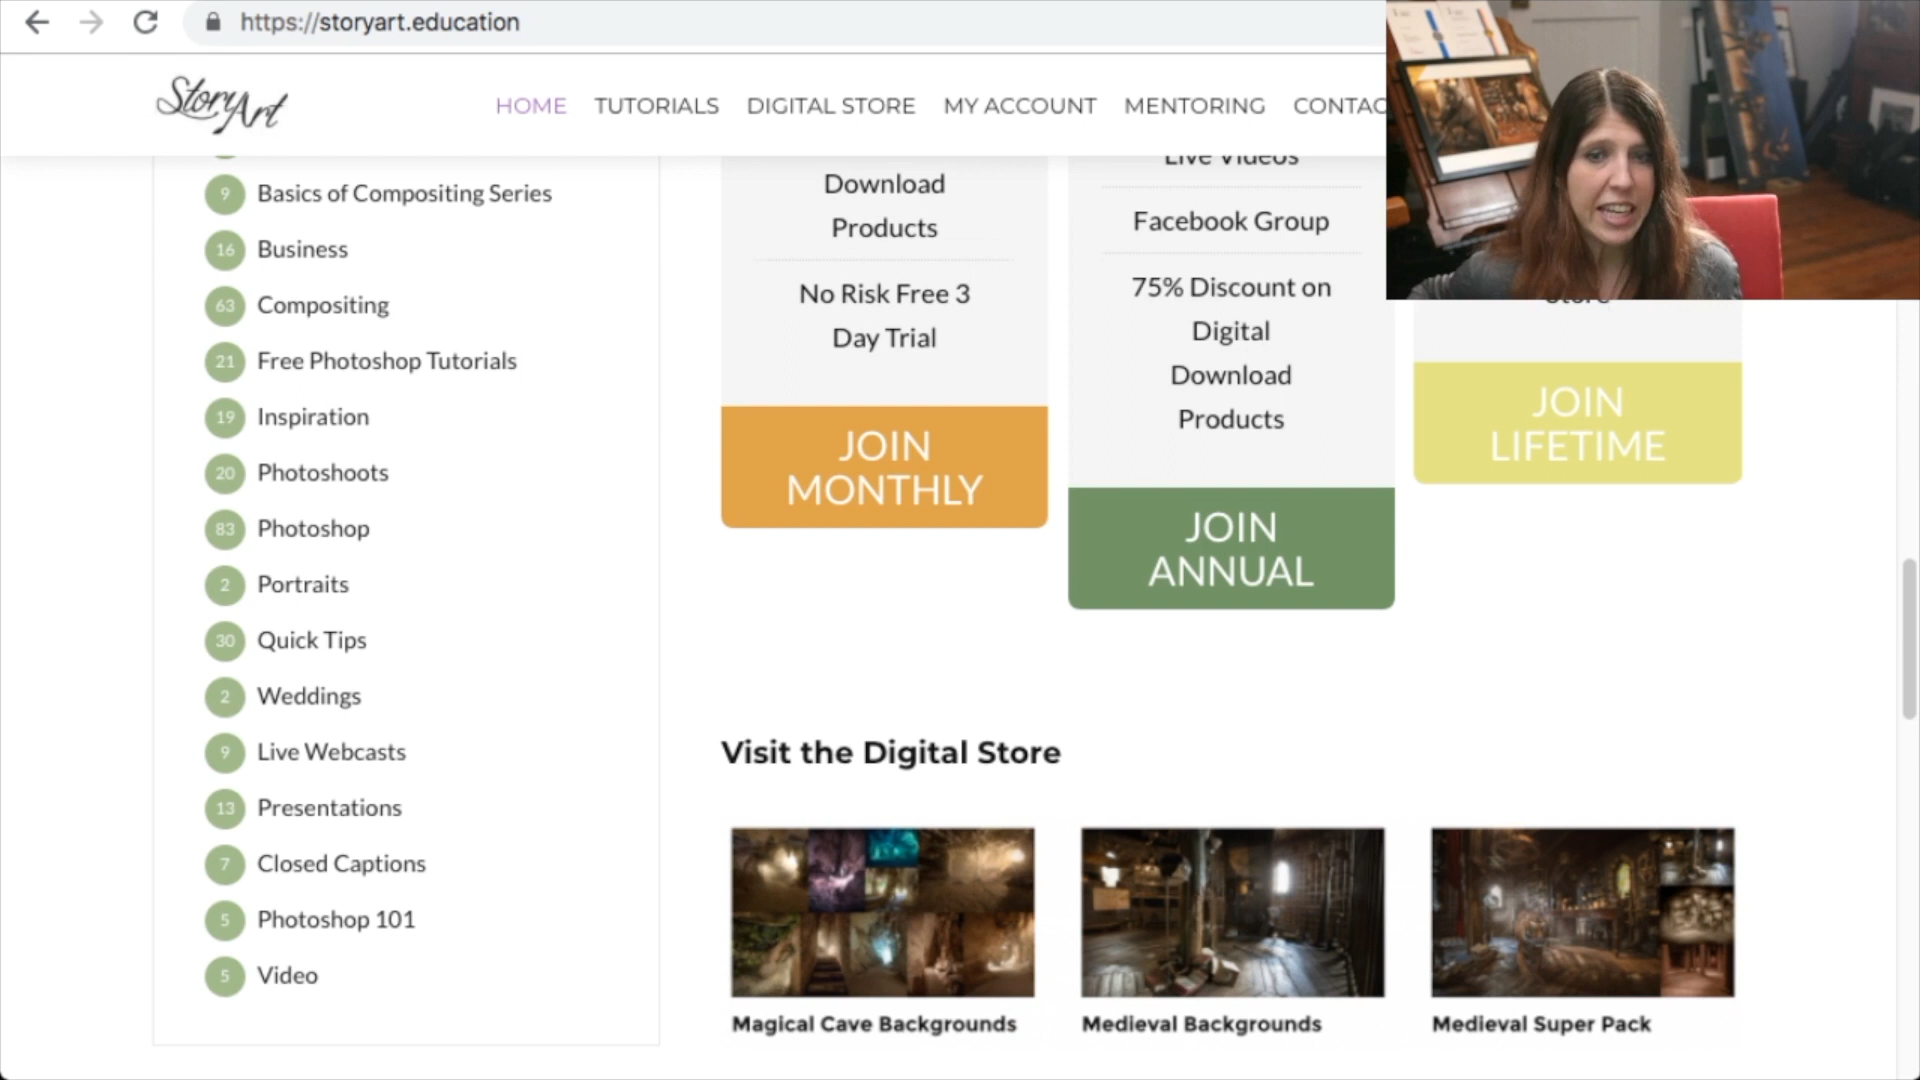 https://storyart.education
StoryArt
HOME TUTORIALS DIGITAL STORE MY ACCOUNT MENTORING CONTAC
9 Basics of Compositing Series
16 Business
63 Compositing
21 Free Photoshop Tutorials
19 Inspiration
20 Photoshoots
83 Photoshop
2 Portraits
30 Quick Tips
2 Weddings
9 Live Webcasts
13 Presentations
7 Closed Captions
5 Photoshop 101
5 Video
Download
Products
No Risk Free 3
Day Trial
JOIN
MONTHLY
Live Videos
Facebook Group
75% Discount on
Digital
Download
Products
JOIN
ANNUAL
Store
JOIN
LIFETIME
Visit the Digital Store
Magical Cave Backgrounds
Medieval Backgrounds
Medieval Super Pack